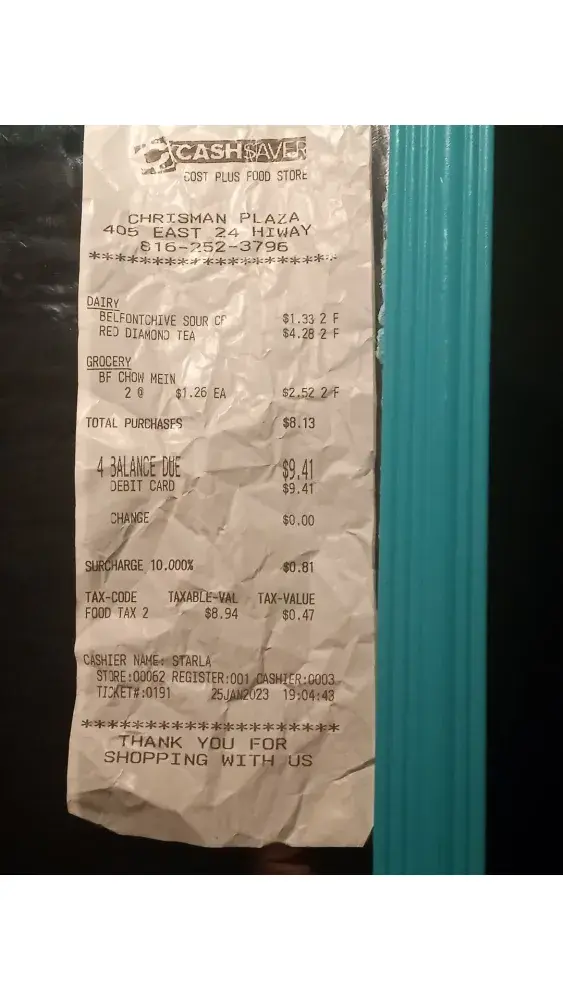 CASH SAVER
COST PLUS FOOD STORE
CHRISMAN PLAZA
405 EAST 24 HIWAY
816-252-3796
********************
DAIRY
BELFONTCHIVE SOUR CR $1.33 2 F
RED DIAMOND TEA $4.28 2 F
GROCERY
BF CHOW MEIN
2 @ $1.26 EA $2.52 2 F
TOTAL PURCHASES $8.13
4 BALANCE DUE $9.41
DEBIT CARD $9.41
CHANGE $0.00
SURCHARGE 10.000% $0.81
TAX-CODE TAXABLE-VAL TAX-VALUE
FOOD TAX 2 $8.94 $0.47
CASHIER NAME: STARLA
STORE:00062 REGISTER:001 CASHIER:0003
TICKET#:0191 25JAN2023 19:04:43
********************
THANK YOU FOR
SHOPPING WITH US